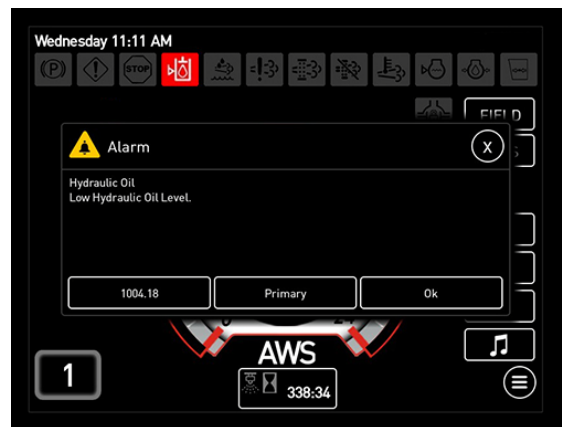 Wednesday 11:11 AM
(P)
STOP
FIELD
Alarm
X
Hydraulic Oil
Low Hydraulic Oil Level.
1004.18
Primary
Ok
AWS
1
338:34